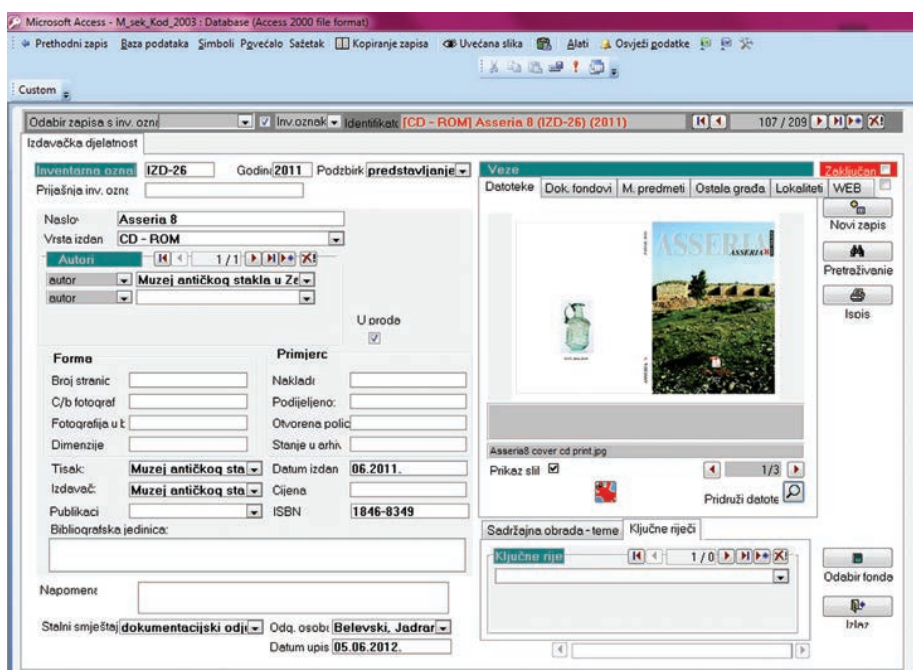 Microsoft Access - M_sek_Kod_2003 : Database (Access 2000 file format)
Prethodni zapis Baza podataka Simboli Povećalo Sažetak Kopiranje zapisa Uvećana slika Alati Osvježi podatke
Custom
Odabir zapisa s inv. ozn Inv.oznak Identifikato [CD - ROM] Asseria 8 (IZD-26) (2011) 107 / 209
Izdavačka djelatnost
Inventarna oznal IZD-26 Godin 2011 Podzbirk predstavljanje
Prijašnja inv. ozn
Naslo Asseria 8
Vrsta izdan CD - ROM
Autori 1 / 1
autor Muzej antičkog stakla u Za
autor
U proda
Forma
Broj stranic
C/b fotograf
Fotografija u b
Dimenzije
Primjerc
Naklad
Podijeljeno:
Otvorena polic
Stanje u arhiv
Tisak: Muzej antičkog sta Datum izdan 06.2011.
Izdavač: Muzej antičkog sta Cijena
Publikaci ISBN 1846-8349
Bibliografska jedinica:
Napomena
Stalni smještaj dokumentacijski odj Odg. osob Belevski, Jadrar
Datum upis 05.06.2012.
Veze Zaključan
Datoteke Dok. fondovi M. predmeti Ostala građa Lokaliteti WEB
ASSERIA
ASSERIA 8
Asseria8 cover cd print.jpg
Prikaz slik 1/3
Pridruži datote
Sadržajna obrada - teme Ključne riječi
Ključne rije 1 / 0
Novi zapis
Pretraživanje
Ispis
Odabir fonda
Izlaz